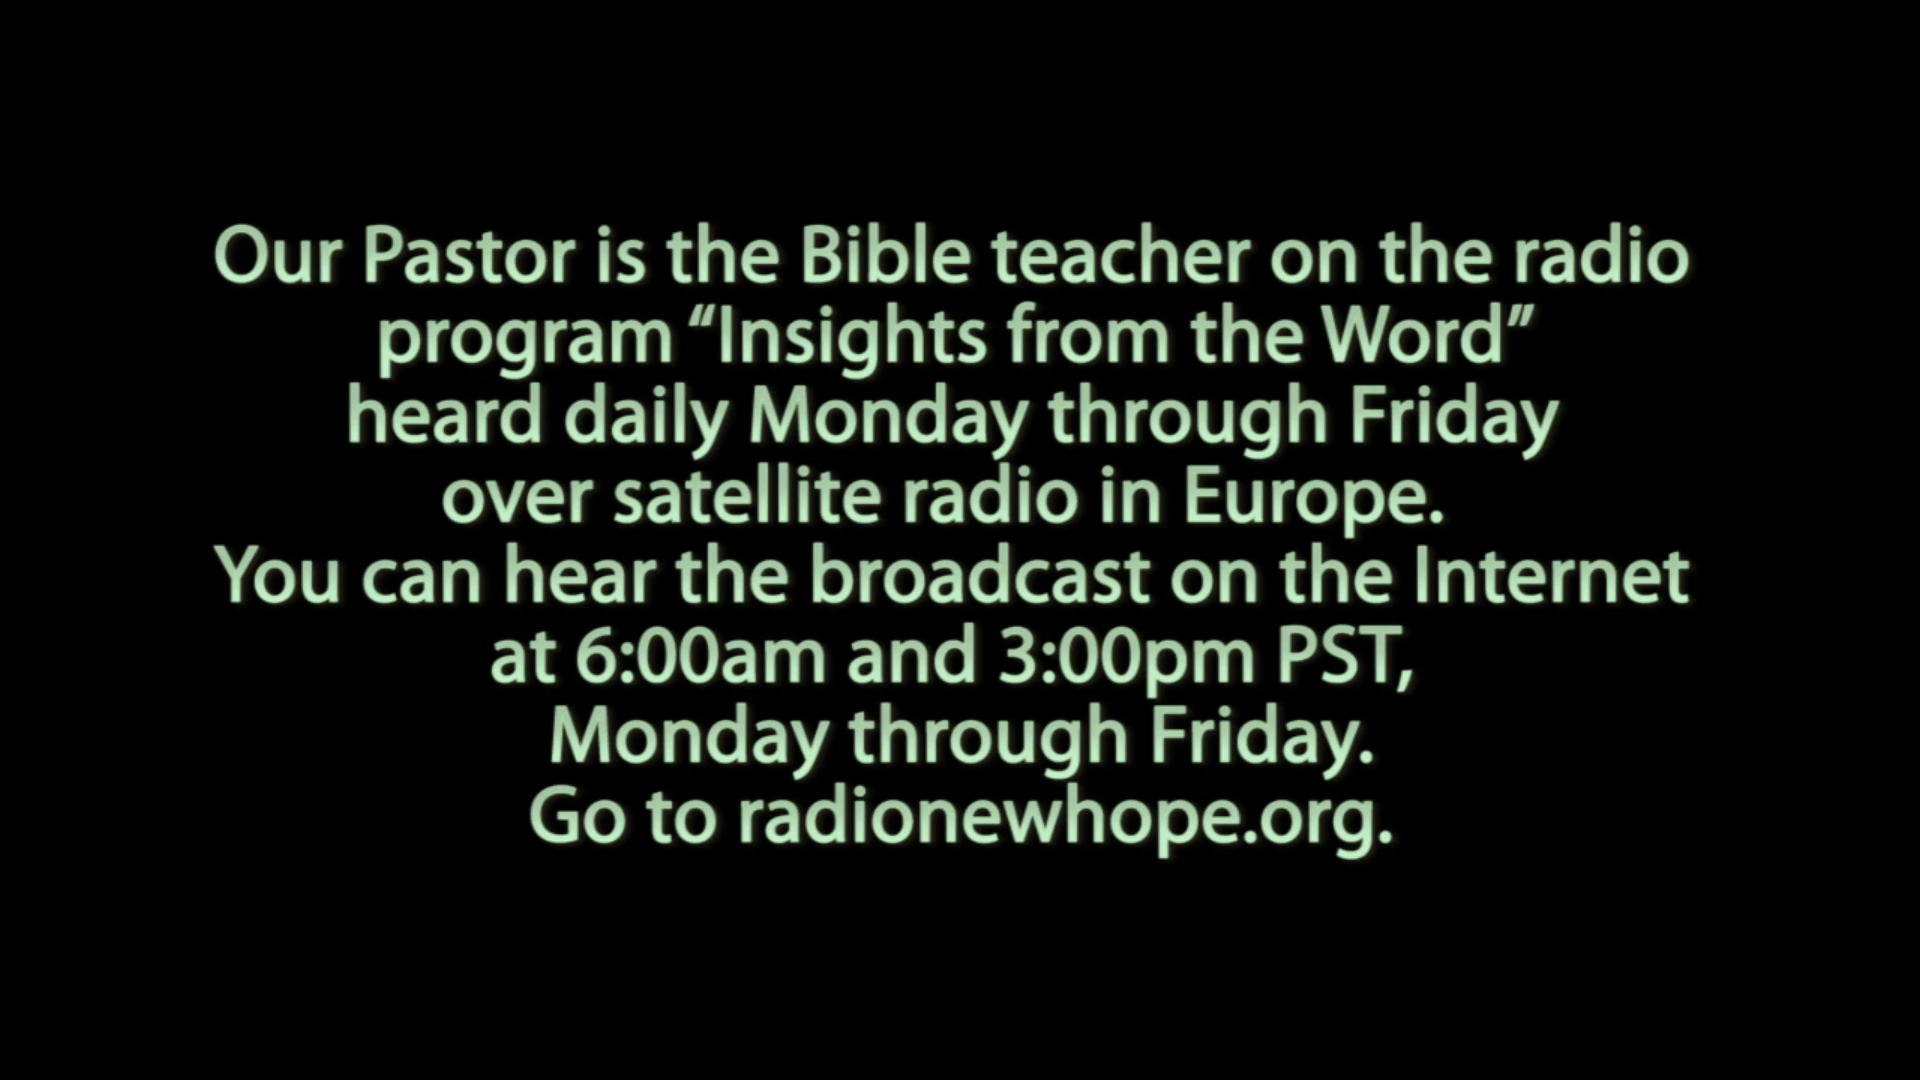 Our Pastor is the Bible teacher on the radio
program “Insights from the Word”
heard daily Monday through Friday
over satellite radio in Europe.
You can hear the broadcast on the Internet
at 6:00am and 3:00pm PST,
Monday through Friday.
Go to radionewhope.org.